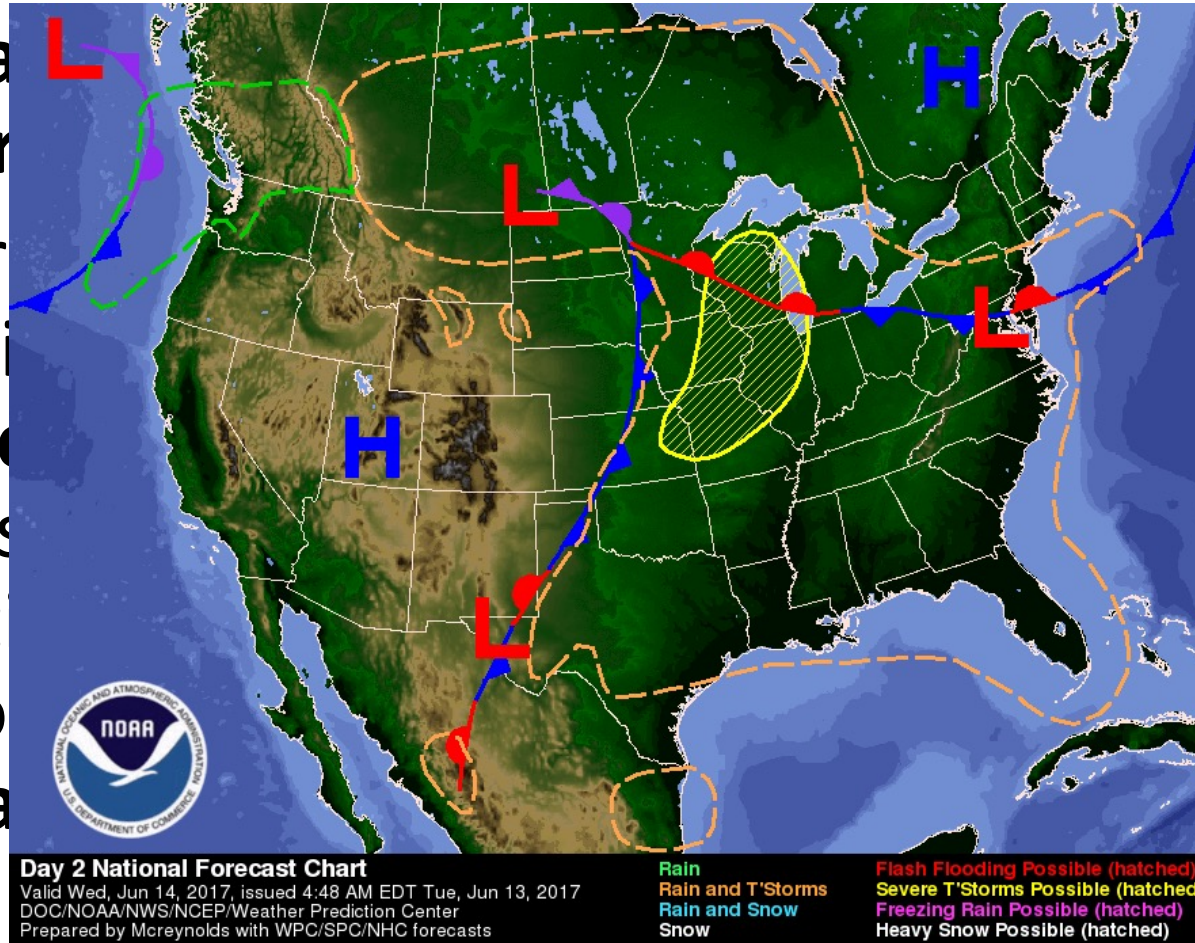 L
H
L
L
H
L
NOAA
NATIONAL OCEANIC AND ATMOSPHERIC ADMINISTRATION
U.S. DEPARTMENT OF COMMERCE
Day 2 National Forecast Chart
Valid Wed, Jun 14, 2017, issued 4:48 AM EDT Tue, Jun 13, 2017
DOC/NOAA/NWS/NCEP/Weather Prediction Center
Prepared by Mcreynolds with WPC/SPC/NHC forecasts
Rain
Rain and T'Storms
Rain and Snow
Snow
Flash Flooding Possible (hatched)
Severe T'Storms Possible (hatched
Freezing Rain Possible (hatched)
Heavy Snow Possible (hatched)